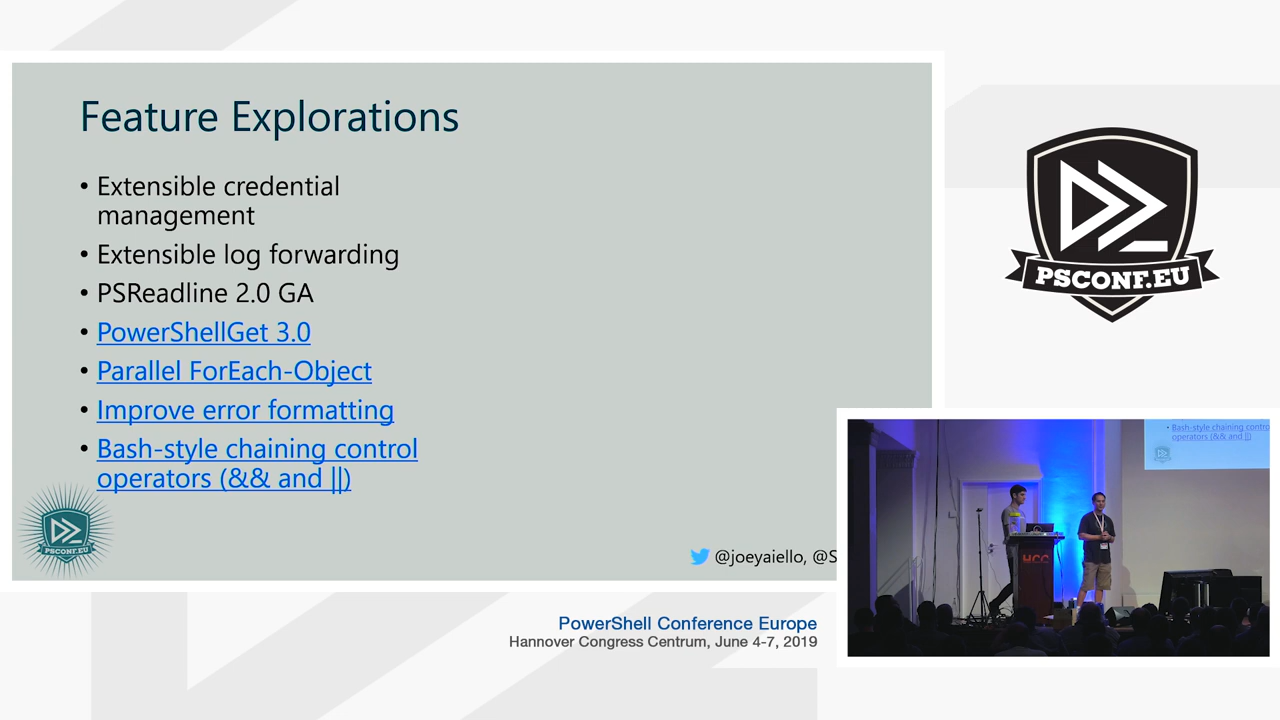 Feature Explorations
• Extensible credential
management
• Extensible log forwarding
• PSReadline 2.0 GA
• PowerShellGet 3.0
• Parallel ForEach-Object
• Improve error formatting
• Bash-style chaining control
operators (&& and ||)
PSCONF.EU
@joeyaiello, @S
PSCONF.EU
• Bash-style chaining contro
operators (&& and ||)
HCC
PowerShell Conference Europe
Hannover Congress Centrum, June 4-7, 2019